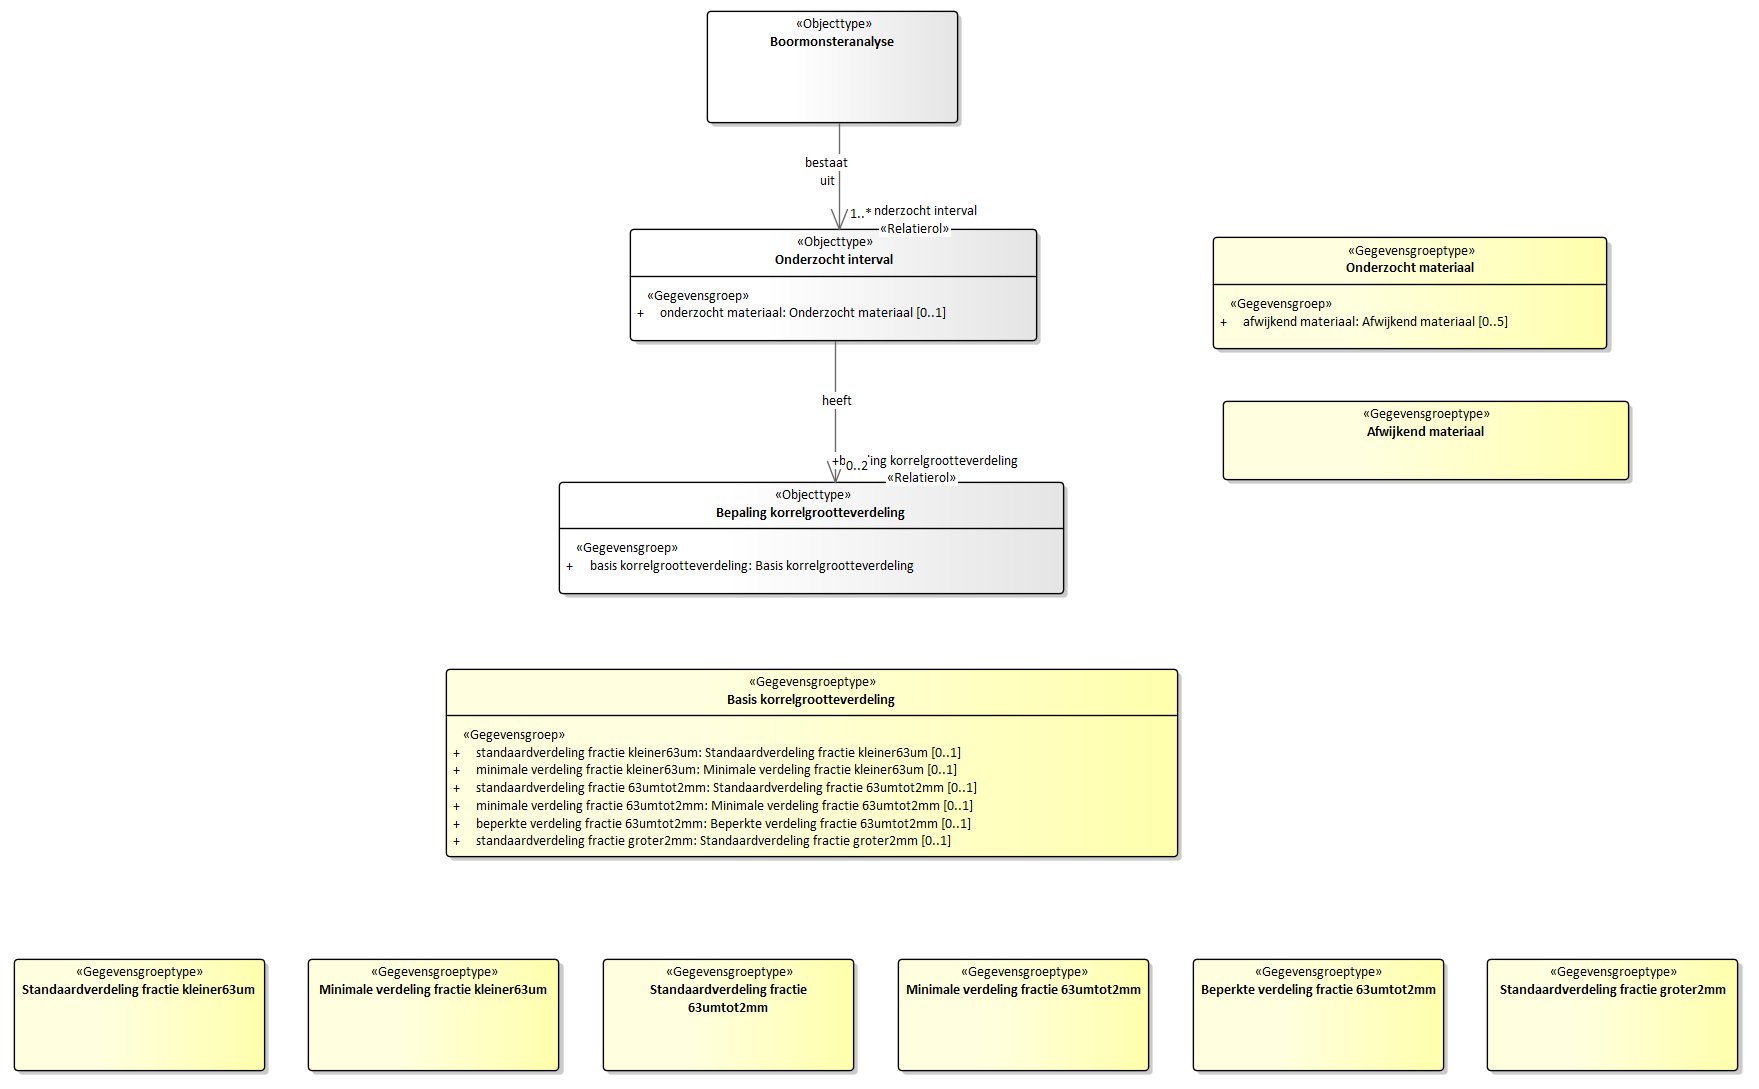 «Objecttype»
Boormonsteranalyse
bestaat
uit
1..* nderzocht interval
«Relatierol»
«Objecttype»
Onderzocht interval
«Gegevensgroep»
+ onderzocht materiaal: Onderzocht materiaal [0..1]
«Gegevensgroeptype»
Onderzocht materiaal
«Gegevensgroep»
+ afwijkend materiaal: Afwijkend materiaal [0..5]
heeft
«Gegevensgroeptype»
Afwijkend materiaal
+b 0..2 ing korrelgrootteverdeling
«Relatierol»
«Objecttype»
Bepaling korrelgrootteverdeling
«Gegevensgroep»
+ basis korrelgrootteverdeling: Basis korrelgrootteverdeling
«Gegevensgroeptype»
Basis korrelgrootteverdeling
«Gegevensgroep»
+ standaardverdeling fractie kleiner63um: Standaardverdeling fractie kleiner63um [0..1]
+ minimale verdeling fractie kleiner63um: Minimale verdeling fractie kleiner63um [0..1]
+ standaardverdeling fractie 63umtot2mm: Standaardverdeling fractie 63umtot2mm [0..1]
+ minimale verdeling fractie 63umtot2mm: Minimale verdeling fractie 63umtot2mm [0..1]
+ beperkte verdeling fractie 63umtot2mm: Beperkte verdeling fractie 63umtot2mm [0..1]
+ standaardverdeling fractie groter2mm: Standaardverdeling fractie groter2mm [0..1]
«Gegevensgroeptype»
Standaardverdeling fractie kleiner63um
«Gegevensgroeptype»
Minimale verdeling fractie kleiner63um
«Gegevensgroeptype»
Standaardverdeling fractie
63umtot2mm
«Gegevensgroeptype»
Minimale verdeling fractie 63umtot2mm
«Gegevensgroeptype»
Beperkte verdeling fractie 63umtot2mm
«Gegevensgroeptype»
Standaardverdeling fractie groter2mm